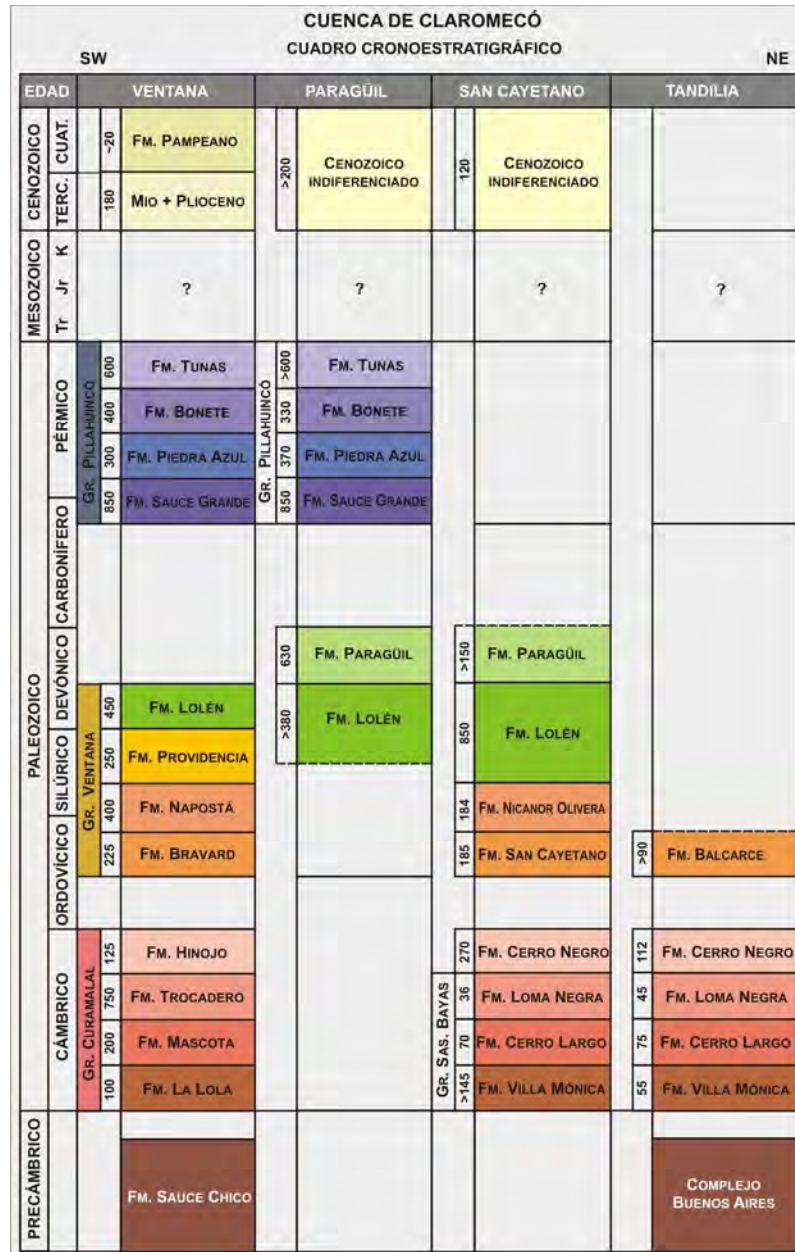 CUENCA DE CLAROMECÓ
CUADRO CRONOESTRATIGRÁFICO
SW
NE
EDAD
VENTANA
PARAGÜIL
SAN CAYETANO
TANDILIA
CENOZOICO
CUAT.
TERC.
~20
FM. PAMPEANO
180
MIO + PLIOCENO
>200
CENOZOICO
INDIFERENCIADO
120
CENOZOICO
INDIFERENCIADO
MESOZOICO
K
Jr
Tr
?
?
?
?
PALEOZOICO
PÉRMICO
CARBONÍFERO
DEVÓNICO
SILÚRICO
ORDOVÍCICO
CÁMBRICO
GR. PILLAHUINCÓ
600
FM. TUNAS
400
FM. BONETE
300
FM. PIEDRA AZUL
850
FM. SAUCE GRANDE
GR. PILLAHUINCÓ
>600
FM. TUNAS
330
FM. BONETE
370
FM. PIEDRA AZUL
850
FM. SAUCE GRANDE
630
FM. PARAGÜIL
>380
FM. LOLÉN
>150
FM. PARAGÜIL
850
FM. LOLÉN
184
FM. NICANOR OLIVERA
185
FM. SAN CAYETANO
>90
FM. BALCARCE
GR. VENTANA
450
FM. LOLÉN
250
FM. PROVIDENCIA
400
FM. NAPOSTÁ
225
FM. BRAVARD
GR. CURAMALAL
125
FM. HINOJO
750
FM. TROCADERO
200
FM. MASCOTA
100
FM. LA LOLA
GR. SAS. BAYAS
270
FM. CERRO NEGRO
36
FM. LOMA NEGRA
70
FM. CERRO LARGO
>145
FM. VILLA MÓNICA
112
FM. CERRO NEGRO
45
FM. LOMA NEGRA
75
FM. CERRO LARGO
55
FM. VILLA MÓNICA
PRECÁMBRICO
FM. SAUCE CHICO
COMPLEJO
BUENOS AIRES